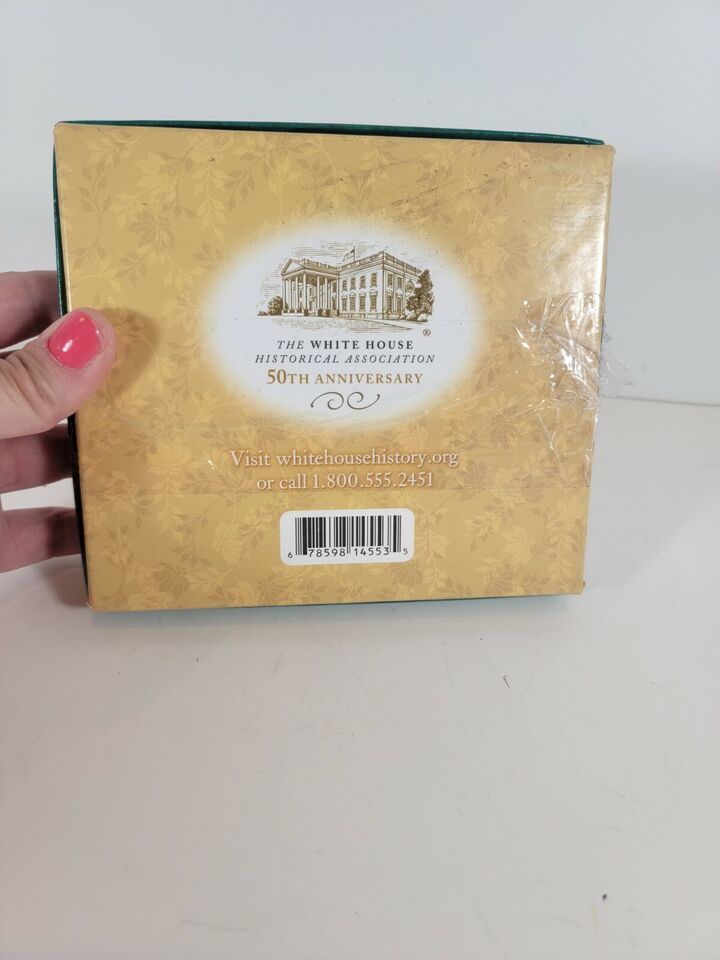 ®
THE WHITE HOUSE
HISTORICAL ASSOCIATION
50TH ANNIVERSARY
Visit whitehousehistory.org
or call 1.800.555.2451
6 78598 14553 5